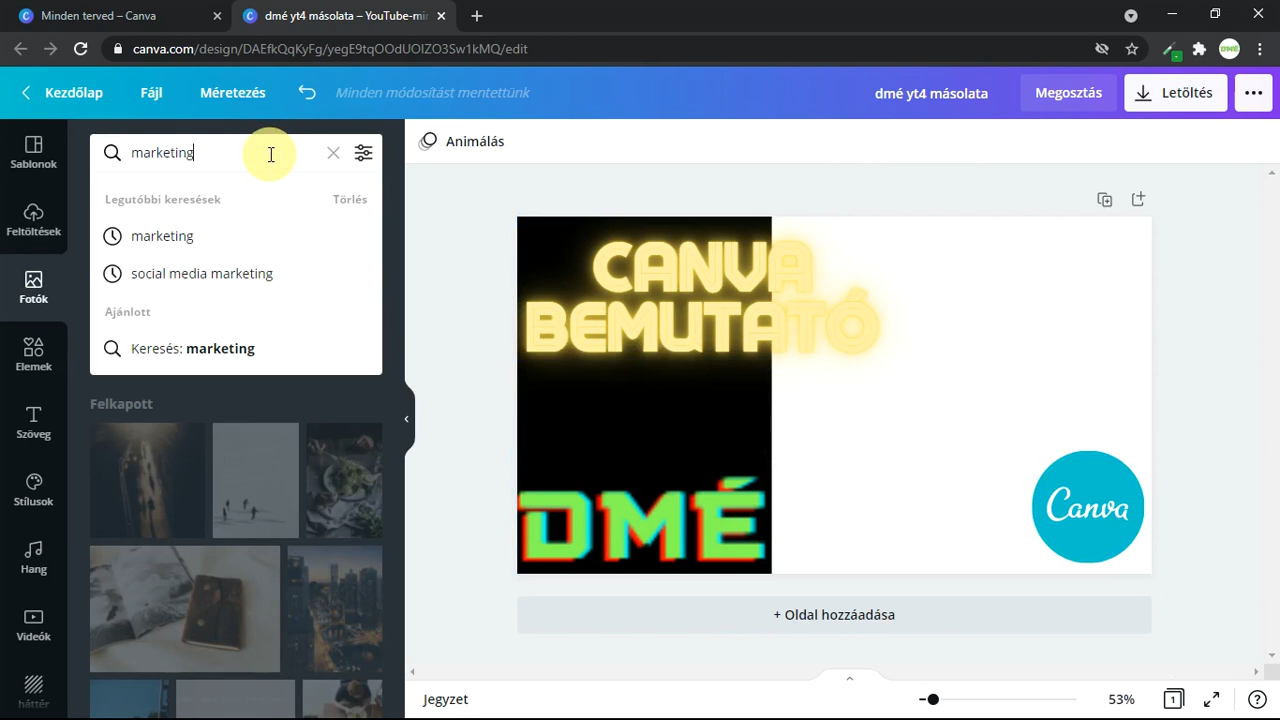 Minden terved – Canva
dmé yt4 másolata – YouTube-mi
canva.com/design/DAEfkQqKyFg/yegE9tqOOdUOIZO3Sw1kMQ/edit
Kezdőlap Fájl Méretezés Minden módosítást mentettünk dmé yt4 másolata Megosztás Letöltés
Sablonok
Feltöltések
Fotók
Elemek
Szöveg
Stílusok
Hang
Videók
háttér
marketing
Legutóbbi keresések Törlés
marketing
social media marketing
Ajánlott
Keresés: marketing
Felkapott
Animálás
CANVA
BEMUTATÓ
DMÉ
Canva
+ Oldal hozzáadása
Jegyzet 53% 1